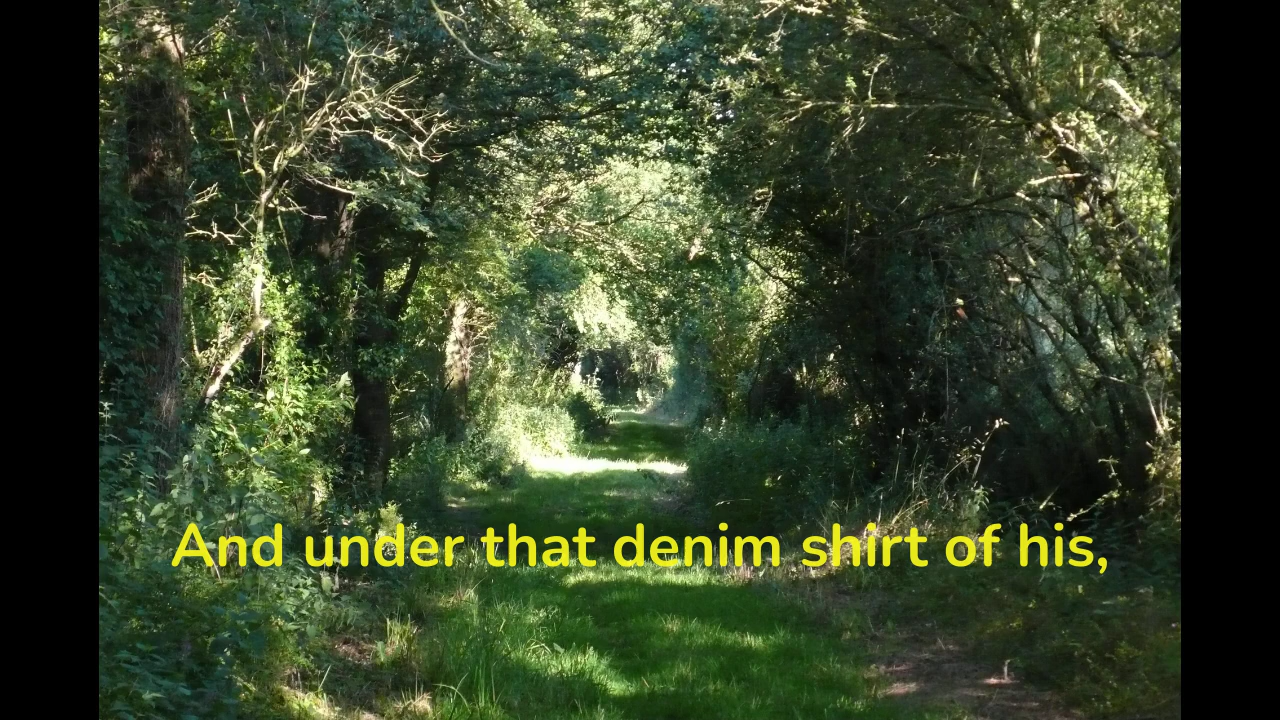 And under that denim shirt of his,